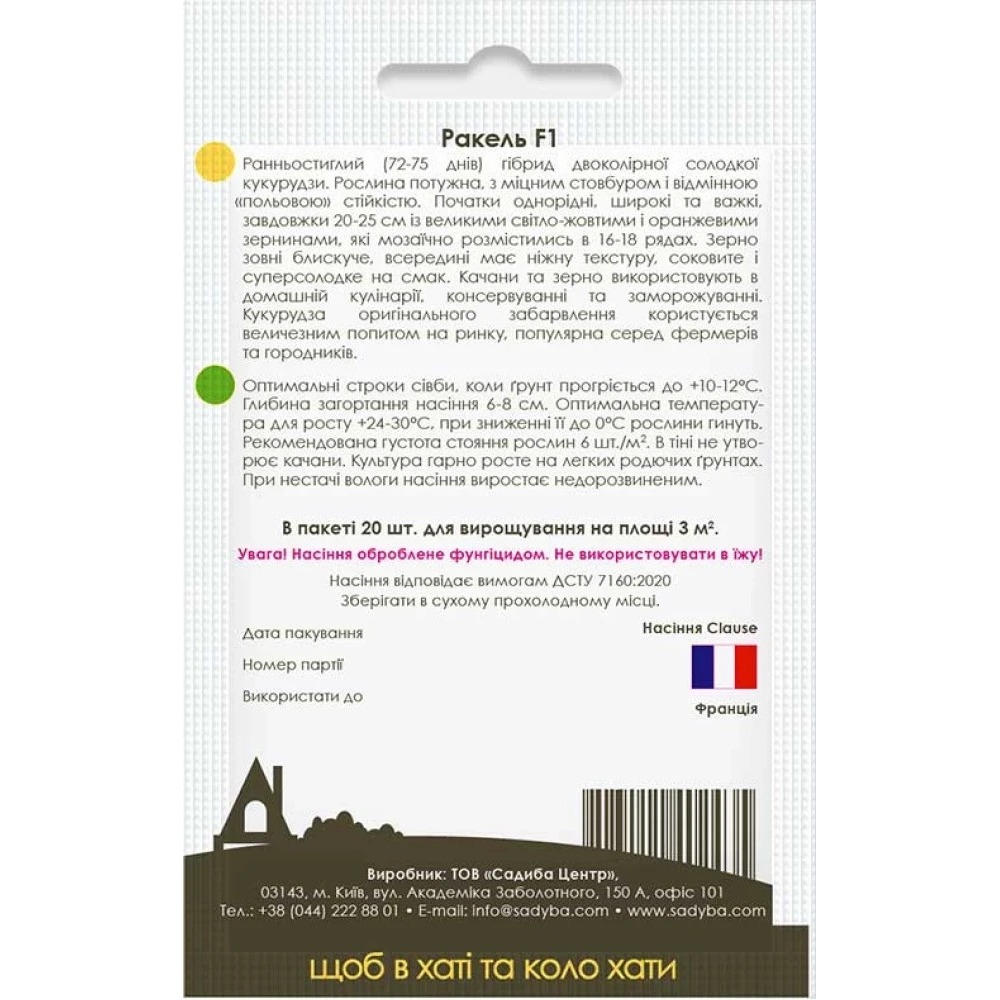 Ракель F1
Ранньостиглий (72-75 днів) гібрид двоколірної солодкої
кукурудзи. Рослина потужна, з міцним стовбуром і відмінною
«польовою» стійкістю. Початки однорідні, широкі та важкі,
завдовжки 20-25 см із великими світло-жовтими і оранжевими
зернинами, які мозаїчно розмістились в 16-18 рядах. Зерно
зовні блискуче, всередині має ніжну текстуру, соковите і
суперсолодке на смак. Качани та зерно використовують в
домашній кулінарії, консервуванні та заморожуванні.
Кукурудза оригінального забарвлення користується
величезним попитом на ринку, популярна серед фермерів
та городників.
Оптимальні строки сівби, коли ґрунт прогріється до +10-12°С.
Глибина загортання насіння 6-8 см. Оптимальна температу-
ра для росту +24-30°С, при зниженні її до 0°С рослини гинуть.
Рекомендована густота стояння рослин 6 шт./м². В тіні не утво-
рює качани. Культура гарно росте на легких родючих ґрунтах.
При нестачі вологи насіння виростає недорозвиненим.
В пакеті 20 шт. для вирощування на площі 3 м².
Увага! Насіння оброблене фунгіцидом. Не використовувати в їжу!
Насіння відповідає вимогам ДСТУ 7160:2020
Зберігати в сухому прохолодному місці.
Дата пакування
Номер партії
Використати до
Насіння Clause
Франція
Виробник: ТОВ «Садиба Центр»,
03143, м. Київ, вул. Академіка Заболотного, 150 А, офіс 101
Тел.: +38 (044) 222 88 01 • E-mail: info@sadyba.com • www.sadyba.com
щоб в хаті та коло хати